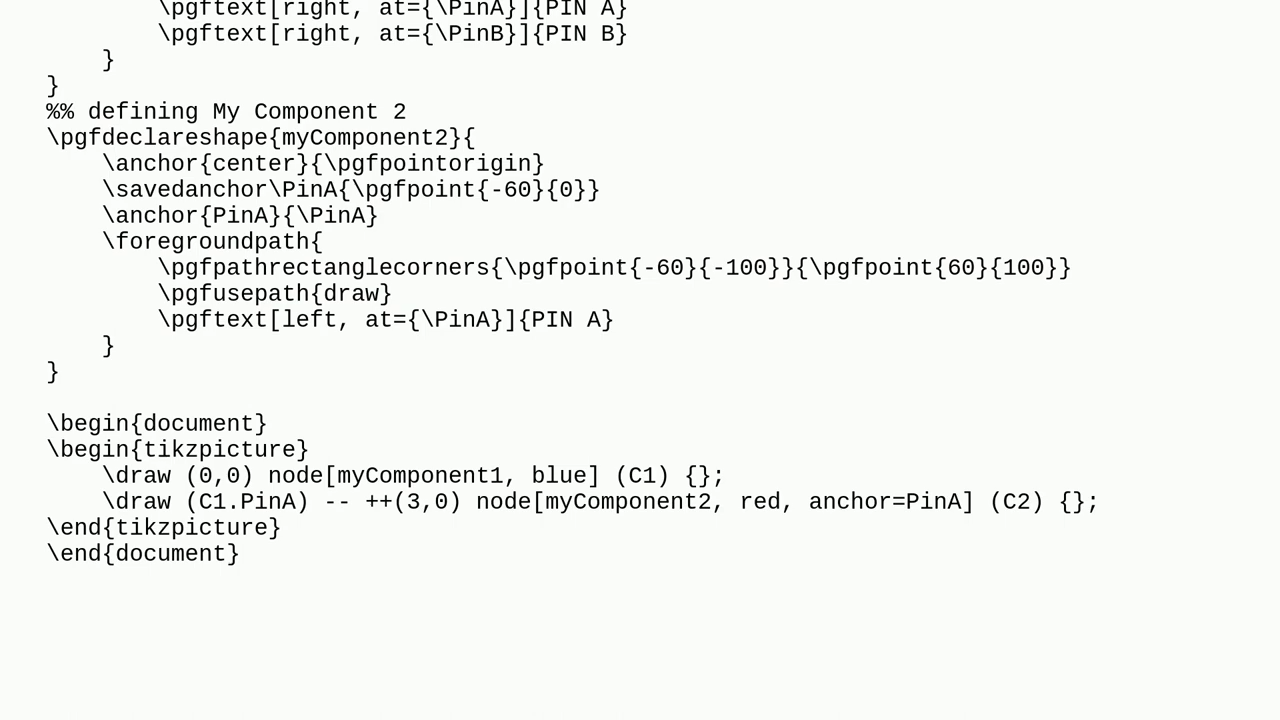 \pgftext[right, at={\PinA}]{PIN A}
        \pgftext[right, at={\PinB}]{PIN B}
    }
}
%% defining My Component 2
\pgfdeclareshape{myComponent2}{
    \anchor{center}{\pgfpointorigin}
    \savedanchor\PinA{\pgfpoint{-60}{0}}
    \anchor{PinA}{\PinA}
    \foregroundpath{
        \pgfpathrectanglecorners{\pgfpoint{-60}{-100}}{\pgfpoint{60}{100}}
        \pgfusepath{draw}
        \pgftext[left, at={\PinA}]{PIN A}
    }
}

\begin{document}
\begin{tikzpicture}
    \draw (0,0) node[myComponent1, blue] (C1) {};
    \draw (C1.PinA) -- ++(3,0) node[myComponent2, red, anchor=PinA] (C2) {};
\end{tikzpicture}
\end{document}